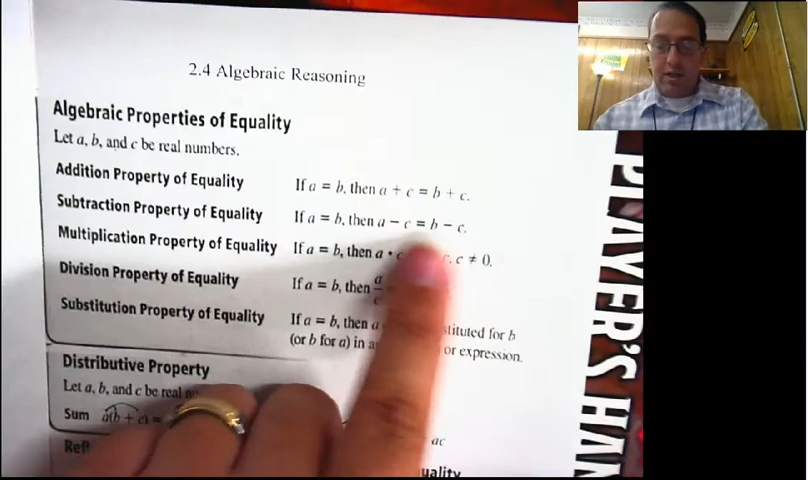 2.4 Algebraic Reasoning
Algebraic Properties of Equality
Let a, b, and c be real numbers.
Addition Property of Equality If a = b, then a + c = b + c.
Subtraction Property of Equality If a = b, then a − c = b − c.
Multiplication Property of Equality If a = b, then a • c c, c ≠ 0.
Division Property of Equality If a = b, then a
c
Substitution Property of Equality If a = b, then a stituted for b
(or b for a) in a or expression.
Distributive Property
Let a, b, and c be real
Sum a(b + c) =
ac
Refl
uality
PLAYER'S HAN